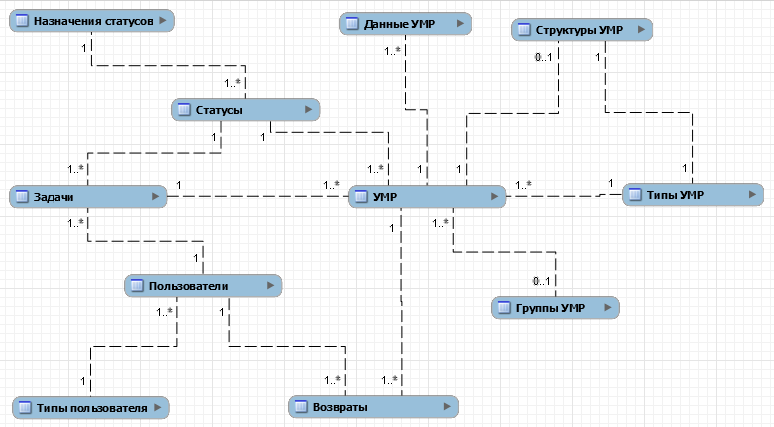 Назначения статусов
Данные УМР
Структуры УМР
1
1..*
0..1
1
1..*
Статусы
1
1
1..*
1..*
1
1
1
Задачи
1
1..*
УМР
1..*
1
Типы УМР
1..*
1
1..*
1
0..1
Пользователи
Группы УМР
1..*
1
1
1..*
1..*
Типы пользователя
Возвраты